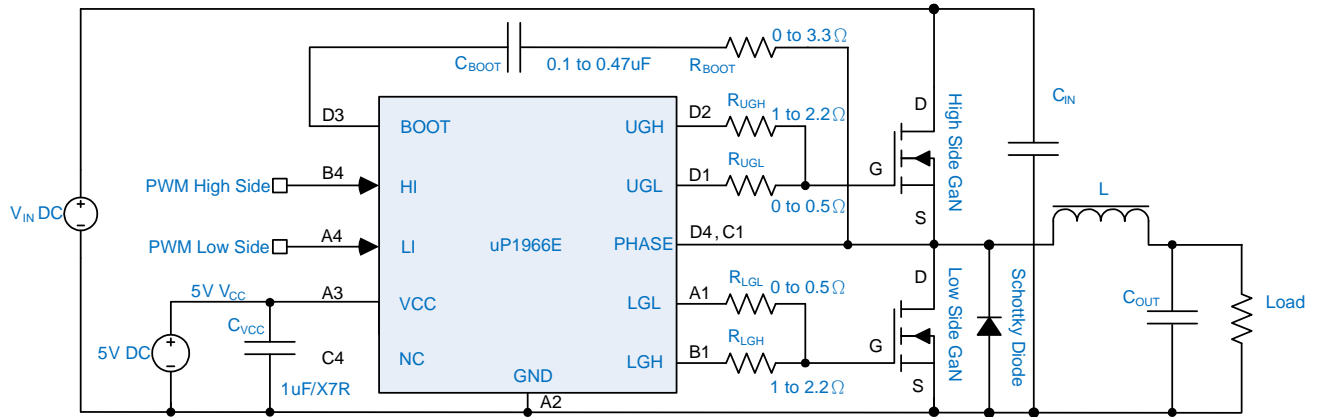 0 to 3.3Ω
C_BOOT
0.1 to 0.47uF
R_BOOT
D3
BOOT
UGH
D2
R_UGH
1 to 2.2Ω
D
High Side GaN
C_IN
PWM High Side
B4
HI
UGL
D1
R_UGL
0 to 0.5Ω
G
S
L
V_IN DC
PWM Low Side
A4
LI
uP1966E
PHASE
D4, C1
5V V_CC
A3
VCC
LGL
A1
R_LGL
0 to 0.5Ω
D
Low Side GaN
Schottky Diode
C_OUT
Load
C_VCC
5V DC
C4
NC
LGH
B1
R_LGH
1 to 2.2Ω
G
S
1uF/X7R
GND
A2